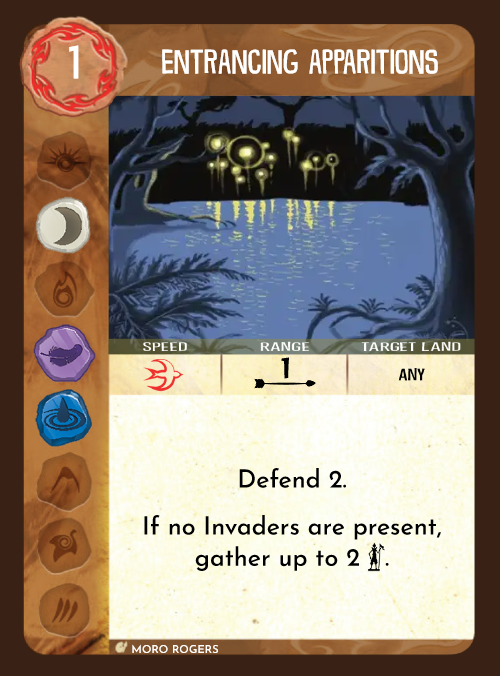 1
ENTRANCING APPARITIONS
SPEED RANGE TARGET LAND
1 ANY
Defend 2.
If no Invaders are present,
gather up to 2 .
MORO ROGERS